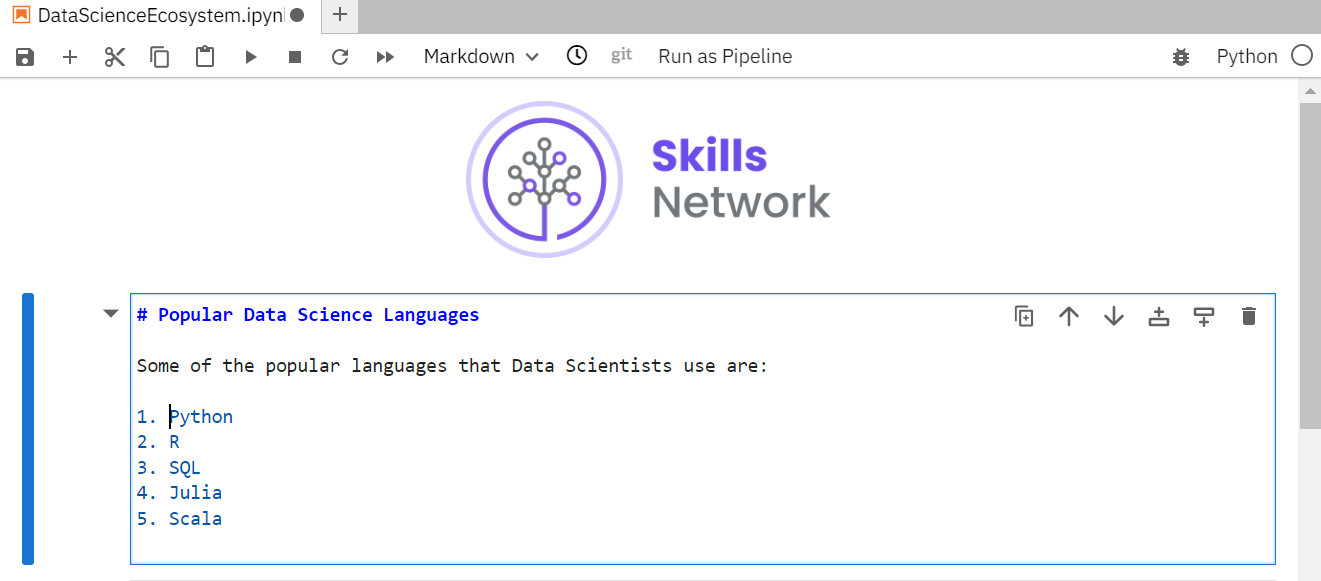 DataScienceEcosystem.ipyn
Markdown git Run as Pipeline Python
Skills
Network
# Popular Data Science Languages
Some of the popular languages that Data Scientists use are:
1. Python
2. R
3. SQL
4. Julia
5. Scala